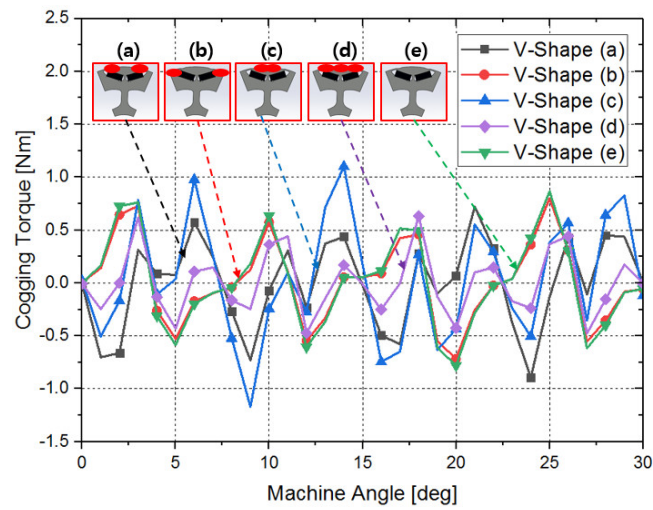 (a) (b) (c) (d) (e)
V-Shape (a)
V-Shape (b)
V-Shape (c)
V-Shape (d)
V-Shape (e)
2.5
2.0
1.5
1.0
0.5
0.0
-0.5
-1.0
-1.5
Cogging Torque [Nm]
0 5 10 15 20 25 30
Machine Angle [deg]